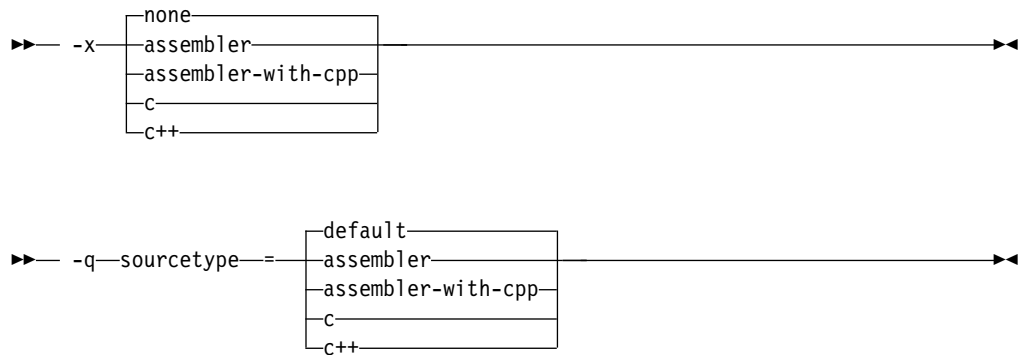 none
-x assembler
assembler-with-cpp
c
c++
default
-q sourcetype = assembler
assembler-with-cpp
c
c++